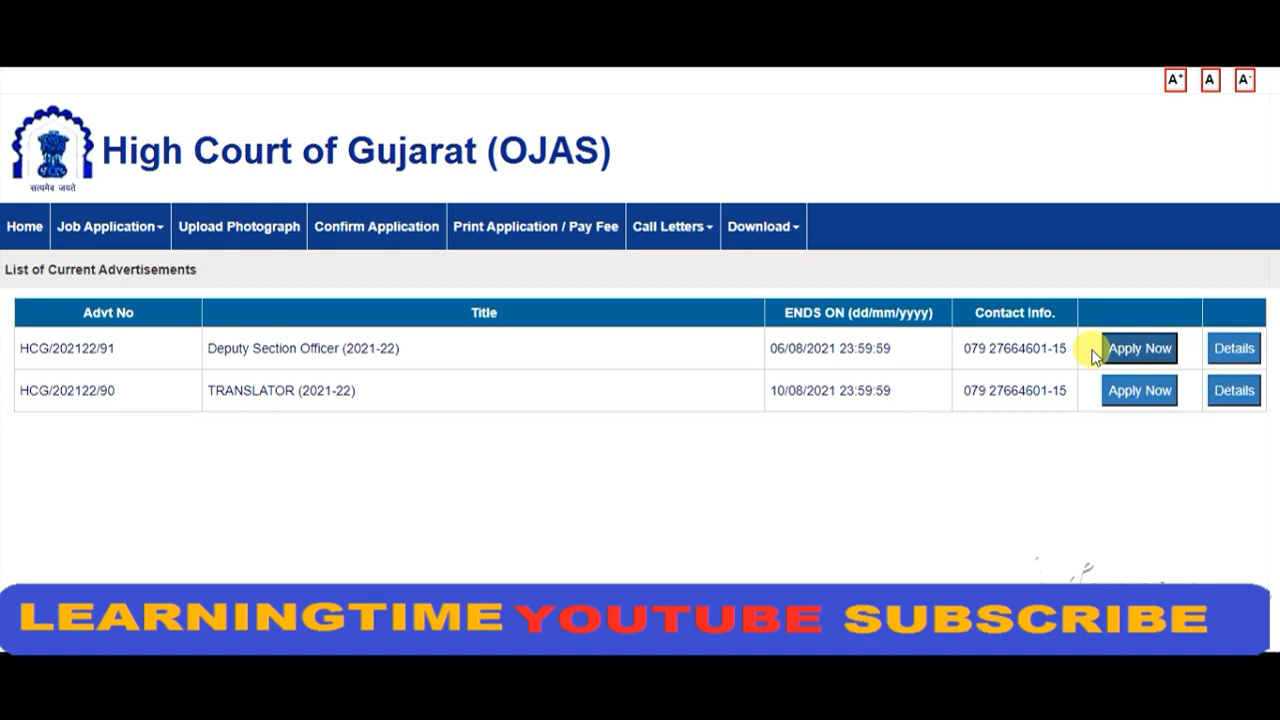 A+ A A-
High Court of Gujarat (OJAS)
सत्यमेव जयते
Home Job Application Upload Photograph Confirm Application Print Application / Pay Fee Call Letters Download
List of Current Advertisements
Advt No Title ENDS ON (dd/mm/yyyy) Contact Info.
HCG/202122/91 Deputy Section Officer (2021-22) 06/08/2021 23:59:59 079 27664601-15 Apply Now Details
HCG/202122/90 TRANSLATOR (2021-22) 10/08/2021 23:59:59 079 27664601-15 Apply Now Details
LEARNINGTIME YOUTUBE SUBSCRIBE